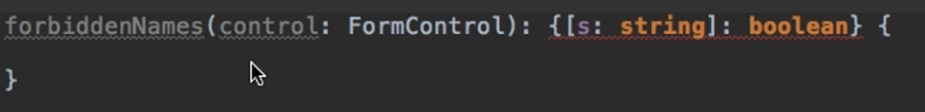 forbiddenNames(control: FormControl): {[s: string]: boolean} {
}